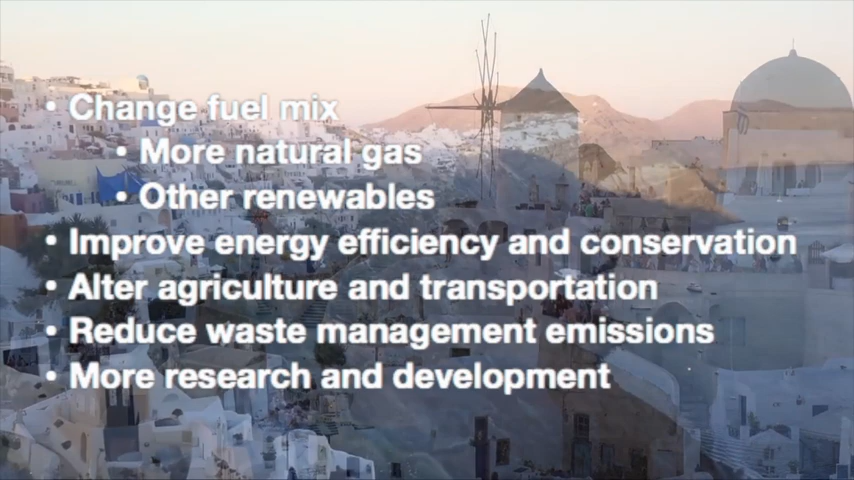 • Change fuel mix
• More natural gas
• Other renewables
• Improve energy efficiency and conservation
• Alter agriculture and transportation
• Reduce waste management emissions
• More research and development